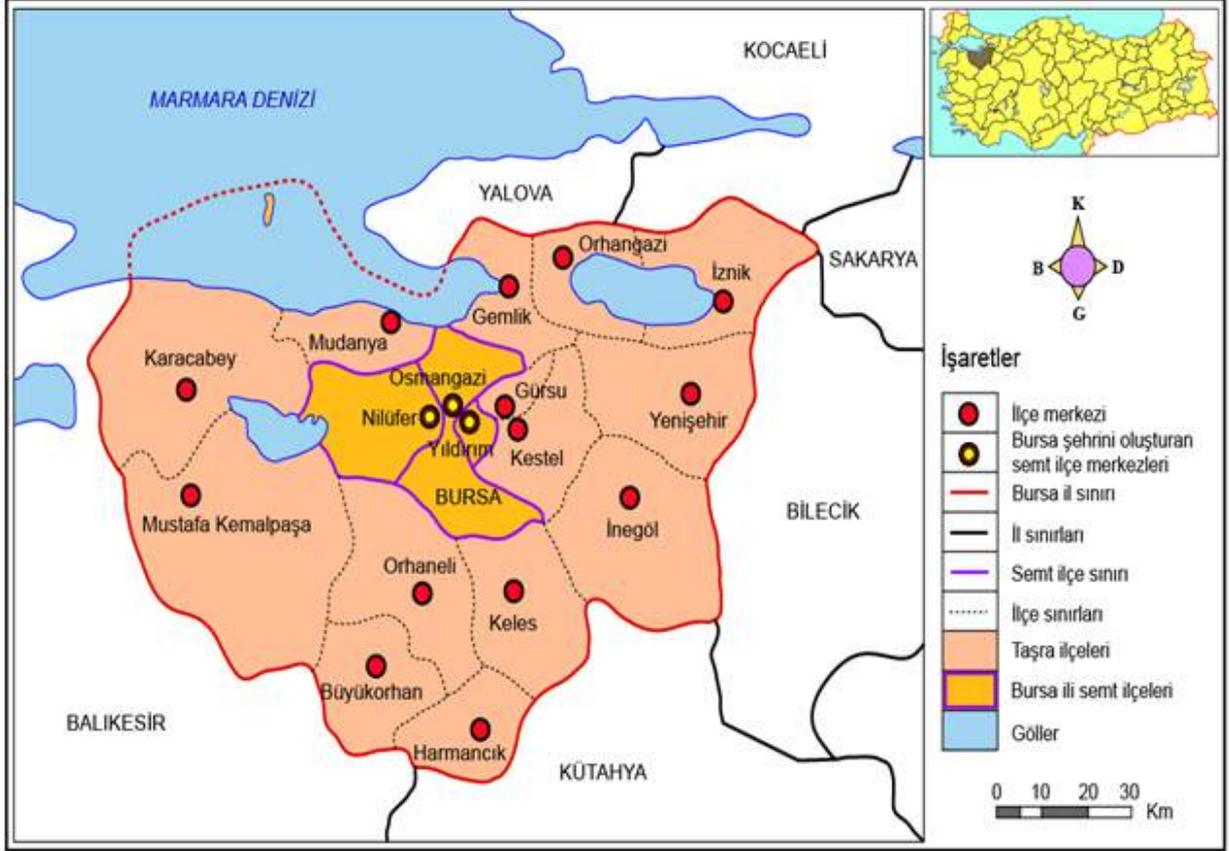 KOCAELİ
MARMARA DENİZİ
YALOVA
SAKARYA
Orhangazi
İznik
Gemlik
Mudanya
Karacabey
Osmangazi
Gürsu
Nilüfer
Yenişehir
Yıldırım
Kestel
BURSA
Mustafa Kemalpaşa
İnegöl
BİLECİK
Orhaneli
Keles
Büyükorhan
BALIKESİR
Harmancık
KÜTAHYA
K
B D
G
İşaretler
İlçe merkezi
Bursa şehrini oluşturan
semt ilçe merkezleri
Bursa il sınırı
İl sınırları
Semt ilçe sınırı
İlçe sınırları
Taşra ilçeleri
Bursa ili semt ilçeleri
Göller
0 10 20 30
Km